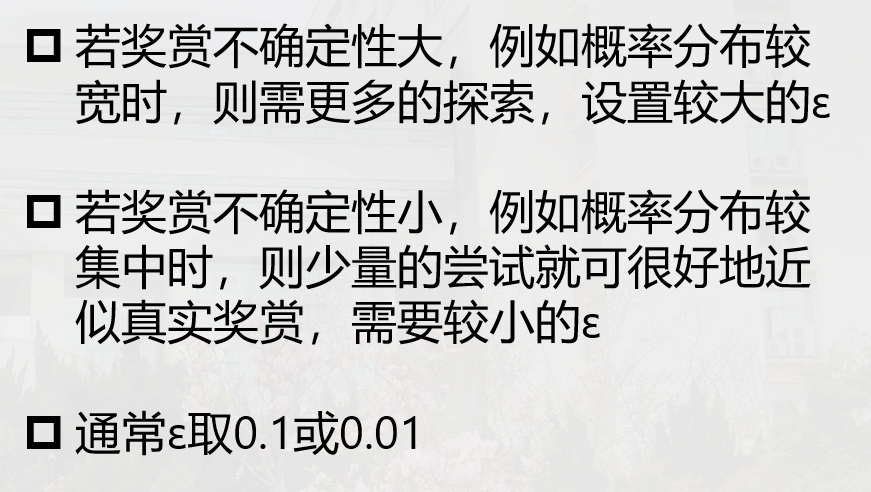 若奖赏不确定性大，例如概率分布较
宽时，则需更多的探索，设置较大的ε
若奖赏不确定性小，例如概率分布较
集中时，则少量的尝试就可很好地近
似真实奖赏，需要较小的ε
通常ε取0.1或0.01